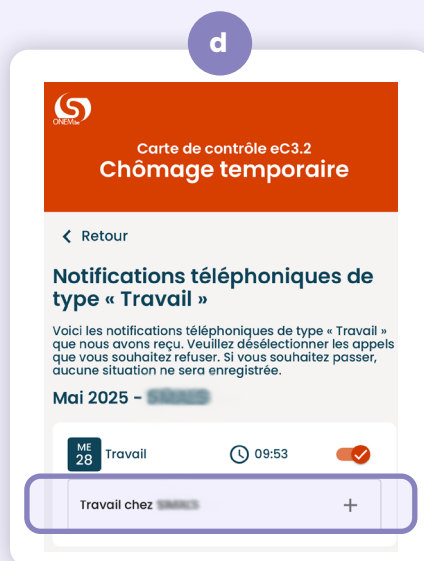 d
ONEM
Carte de contrôle eC3.2
Chômage temporaire
Retour
Notifications téléphoniques de
type « Travail »
Voici les notifications téléphoniques de type « Travail »
que nous avons reçu. Veuillez désélectionner les appels
que vous souhaitez refuser. Si vous souhaitez passer,
aucune situation ne sera enregistrée.
Mai 2025 -
ME
28 Travail 09:53
Travail chez +